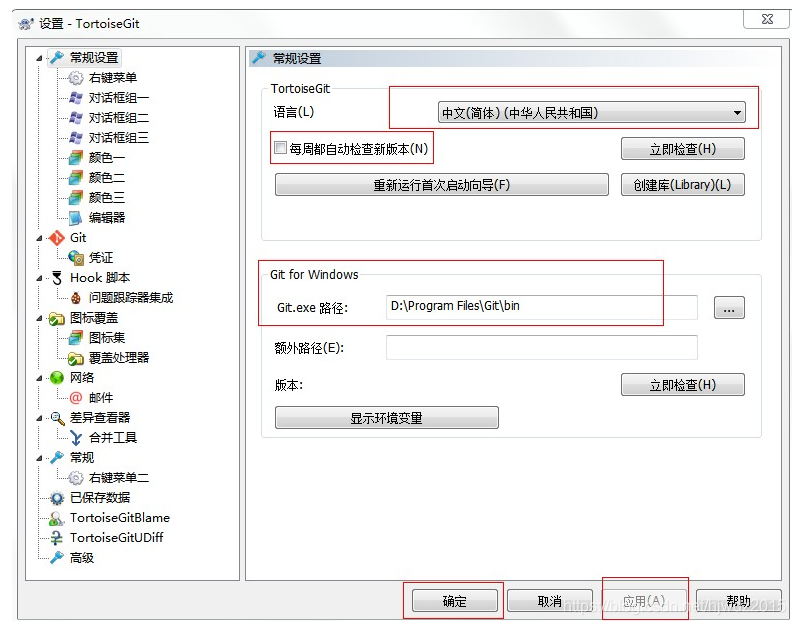 设置 - TortoiseGit
常规设置
右键菜单
对话框组一
对话框组二
对话框组三
颜色一
颜色二
颜色三
编辑器
Git
凭证
Hook 脚本
问题跟踪器集成
图标覆盖
图标集
覆盖处理器
网络
邮件
差异查看器
合并工具
常规
右键菜单二
已保存数据
TortoiseGitBlame
TortoiseGitUDiff
高级
常规设置
TortoiseGit
语言(L) 中文(简体) (中华人民共和国)
每周都自动检查新版本(N) 立即检查(H)
重新运行首次启动向导(F) 创建库(Library)(L)
Git for Windows
Git.exe 路径: D:\Program Files\Git\bin ...
额外路径(E):
版本: 立即检查(H)
显示环境变量
确定 取消 应用(A) 帮助